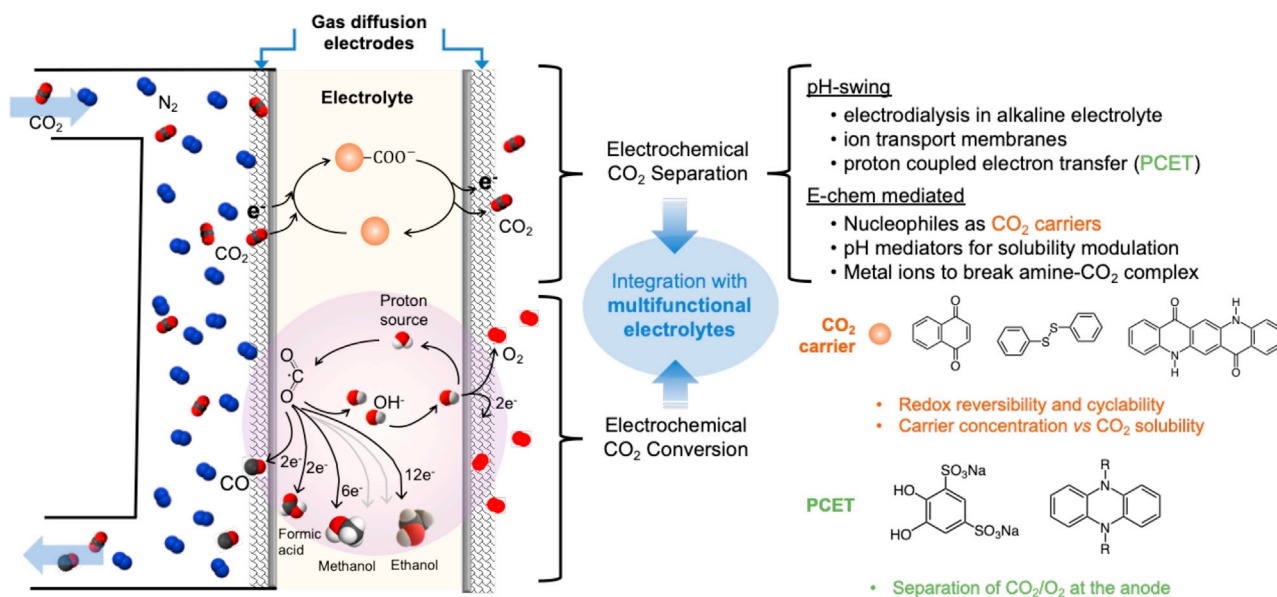 Gas diffusion
electrodes
N₂
CO₂
Electrolyte
COO⁻
e⁻
e⁻
CO₂
CO₂
Proton
source
O
C
O
OH⁻
O₂
2e⁻
CO
2e⁻
2e⁻
6e⁻
12e⁻
Formic
acid
Methanol
Ethanol
Electrochemical
CO₂ Separation
Integration with
multifunctional
electrolytes
Electrochemical
CO₂ Conversion
pH-swing
• electrodialysis in alkaline electrolyte
• ion transport membranes
• proton coupled electron transfer (PCET)
E-chem mediated
• Nucleophiles as CO₂ carriers
• pH mediators for solubility modulation
• Metal ions to break amine-CO₂ complex
CO₂
carrier
O
O
S
S
O
H
N
N
H
O
• Redox reversibility and cyclability
• Carrier concentration vs CO₂ solubility
PCET
SO₃Na
HO
HO
SO₃Na
R
N
N
R
• Separation of CO₂/O₂ at the anode